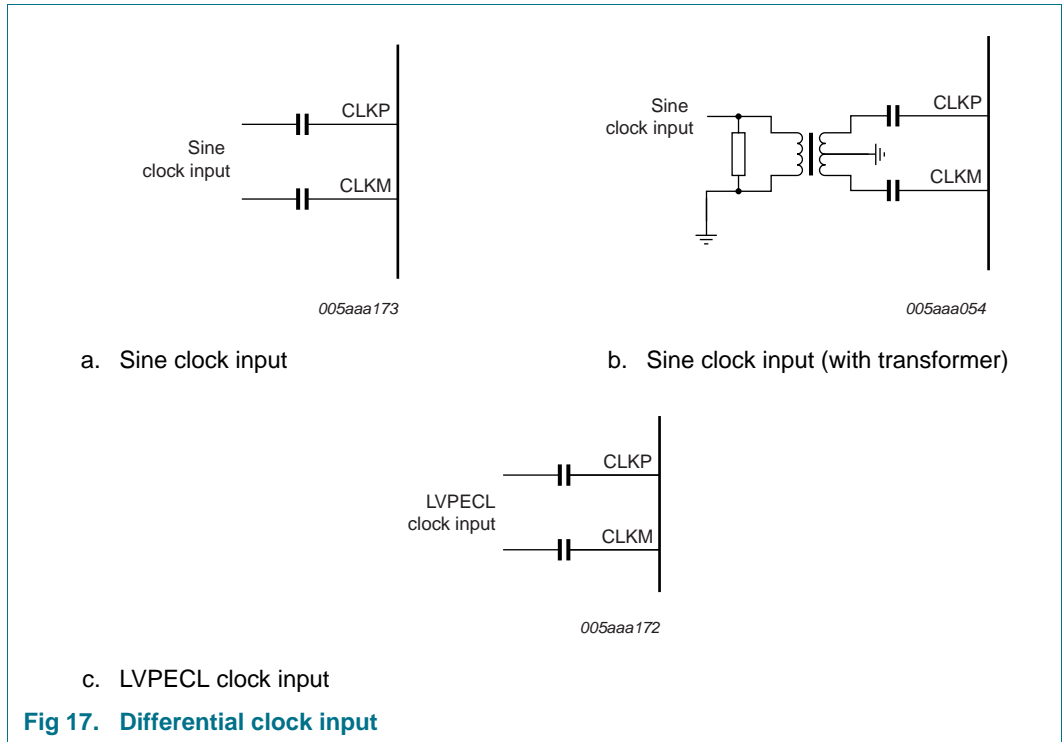 CLKP
Sine
clock input
CLKM
005aaa173
a. Sine clock input
Sine
clock input
CLKP
CLKM
005aaa054
b. Sine clock input (with transformer)
CLKP
LVPECL
clock input
CLKM
005aaa172
c. LVPECL clock input
Fig 17. Differential clock input